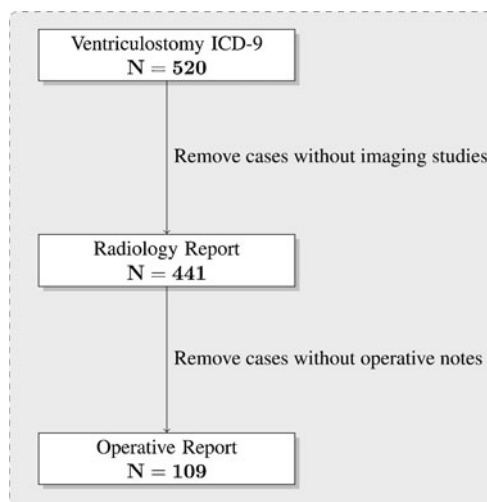 Ventriculostomy ICD-9
N = 520
Remove cases without imaging studies
Radiology Report
N = 441
Remove cases without operative notes
Operative Report
N = 109